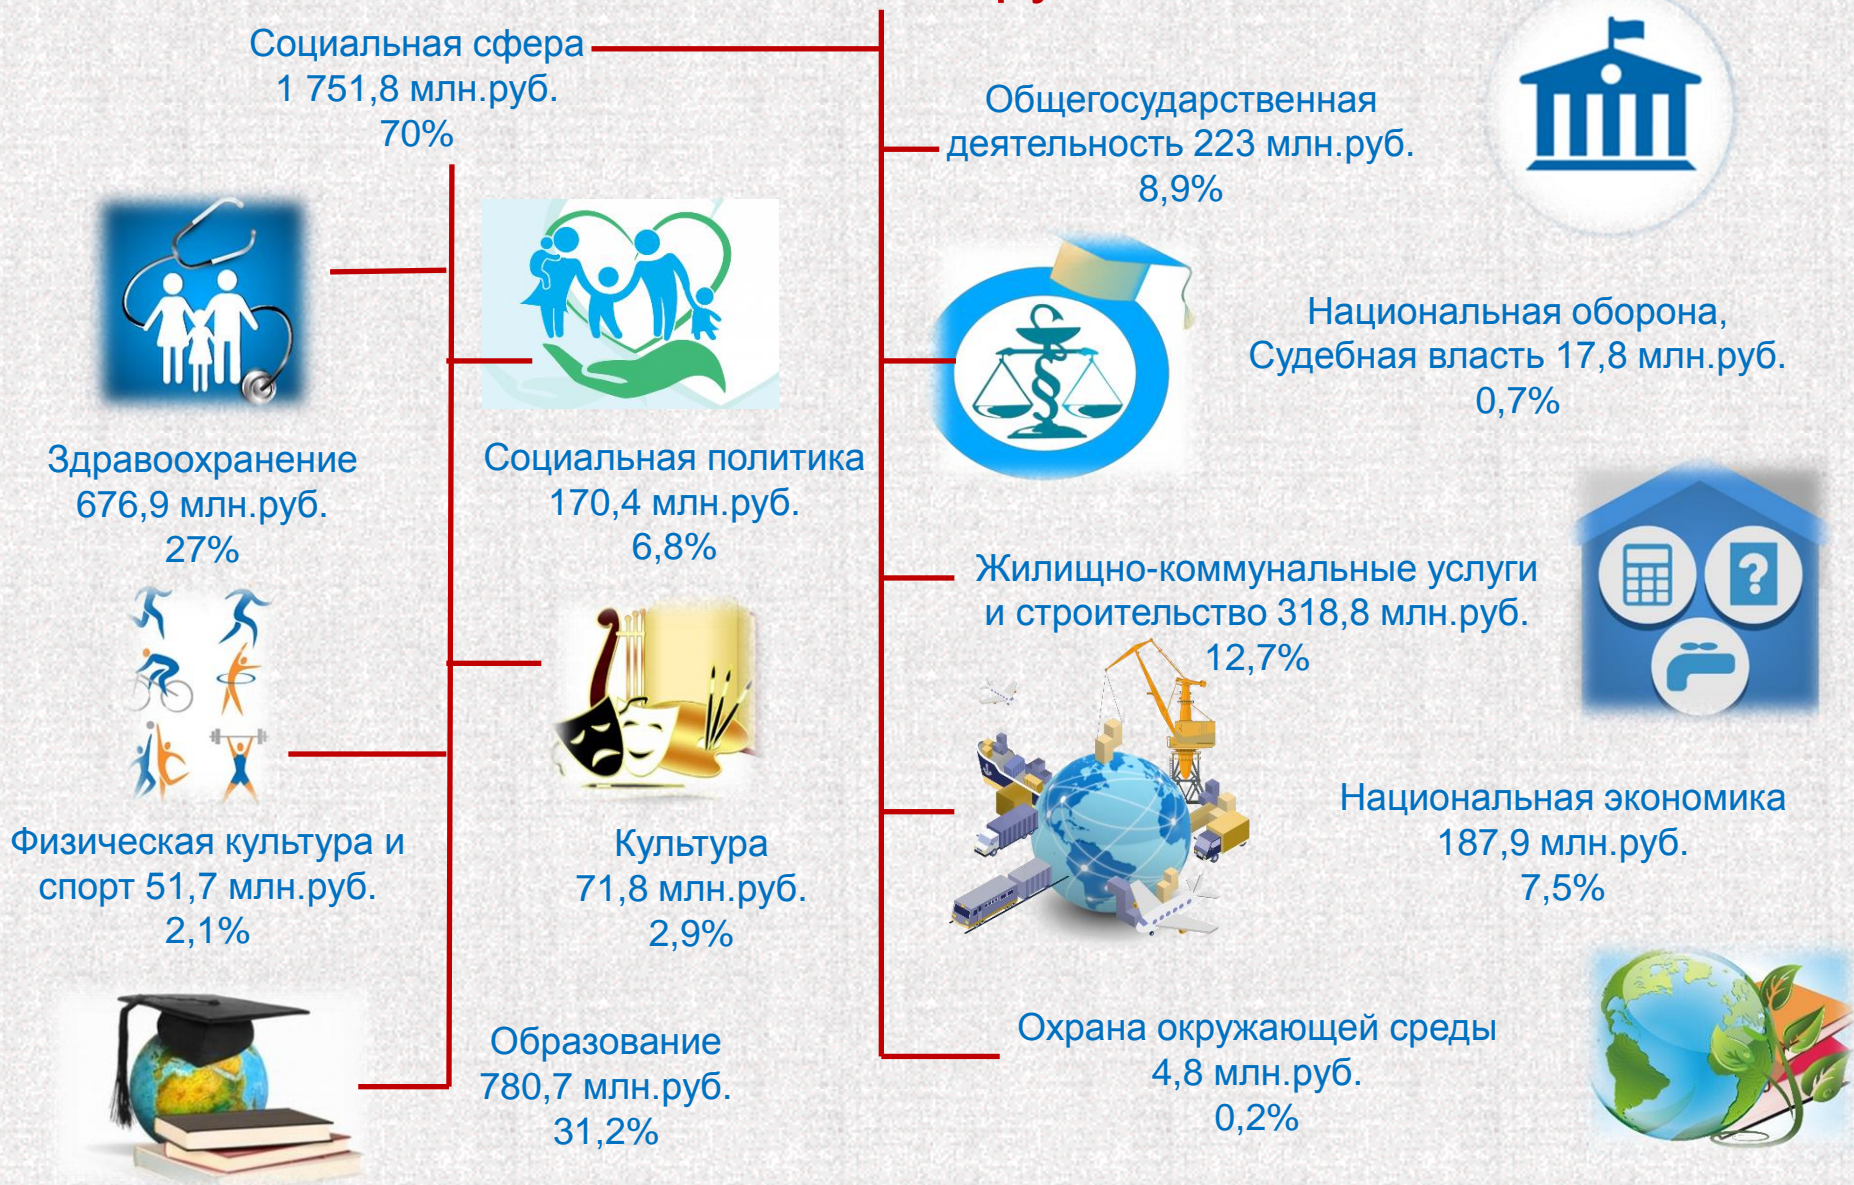 Социальная сфера
1 751,8 млн.руб.
70%
Общегосударственная
деятельность 223 млн.руб.
8,9%
Национальная оборона,
Судебная власть 17,8 млн.руб.
0,7%
Здравоохранение
676,9 млн.руб.
27%
Социальная политика
170,4 млн.руб.
6,8%
Жилищно-коммунальные услуги
и строительство 318,8 млн.руб.
12,7%
?
Физическая культура и
спорт 51,7 млн.руб.
2,1%
Культура
71,8 млн.руб.
2,9%
Национальная экономика
187,9 млн.руб.
7,5%
Образование
780,7 млн.руб.
31,2%
Охрана окружающей среды
4,8 млн.руб.
0,2%